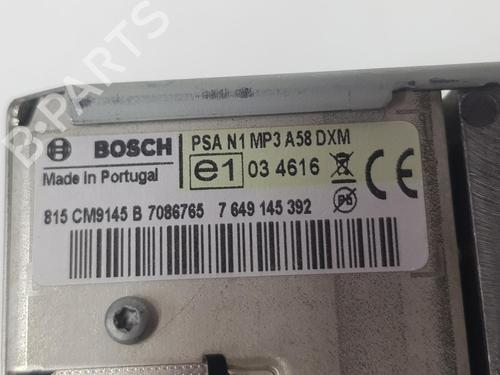 BOSCH
PSA N1 MP3 A58 DXM
Made in Portugal
e1 03 4616 CE
Pb
815 CM9145 B 7086765 7 649 145 392
B-PARTS